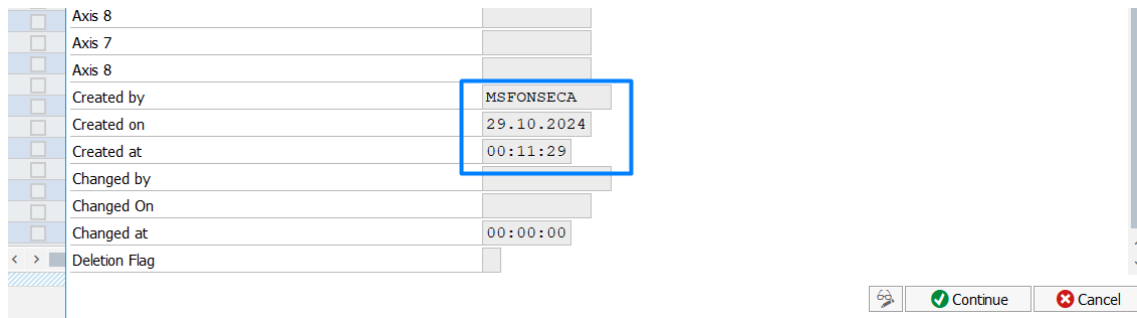 Axis 8
Axis 7
Axis 8
Created by MSFONSECA
Created on 29.10.2024
Created at 00:11:29
Changed by
Changed On
Changed at 00:00:00
Deletion Flag
Continue Cancel